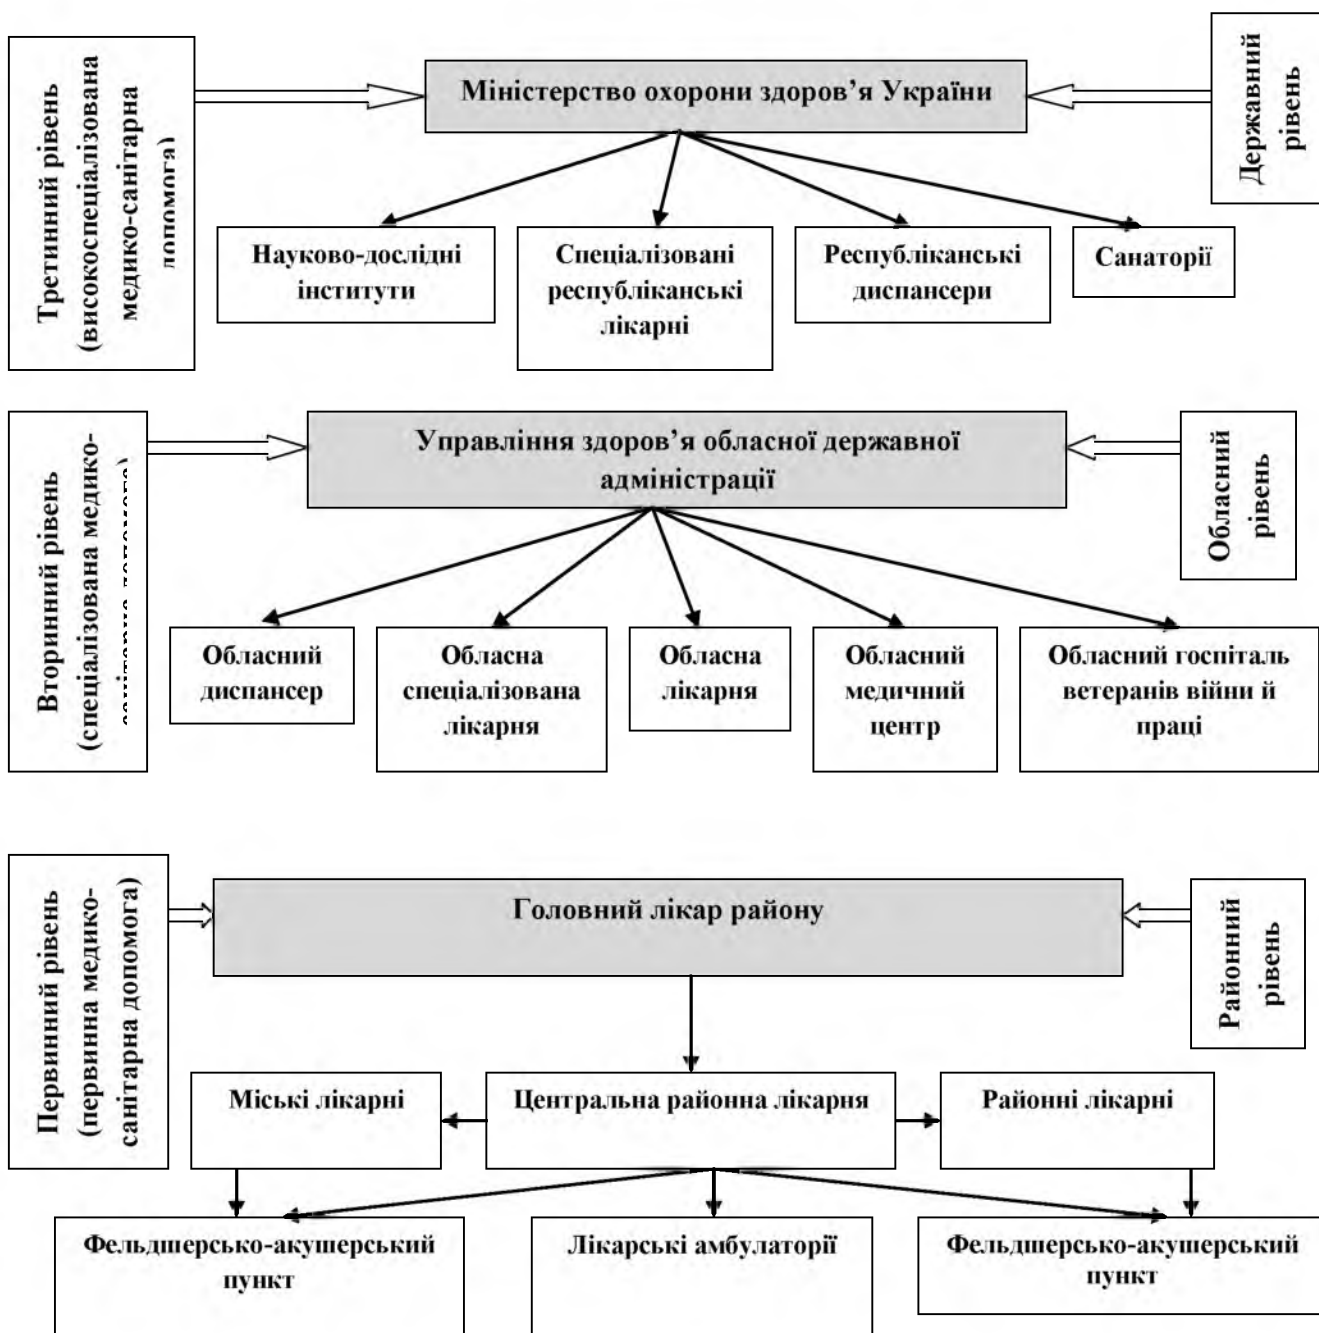 Третинний рівень
(високоспеціалізована
медико-санітарна
допомога)
Міністерство охорони здоров’я України
Державний
рівень
Науково-дослідні
інститути
Спеціалізовані
республіканські
лікарні
Республіканські
диспансери
Санаторії
Вторинний рівень
(спеціалізована медико-
санітарна допомога)
Управління здоров’я обласної державної
адміністрації
Обласний
рівень
Обласний
диспансер
Обласна
спеціалізована
лікарня
Обласна
лікарня
Обласний
медичний
центр
Обласний госпіталь
ветеранів війни й
праці
Первинний рівень
(первинна медико-
санітарна допомога)
Головний лікар району
Районний
рівень
Міські лікарні
Центральна районна лікарня
Районні лікарні
Фельдшерсько-акушерський
пункт
Лікарські амбулаторії
Фельдшерсько-акушерський
пункт